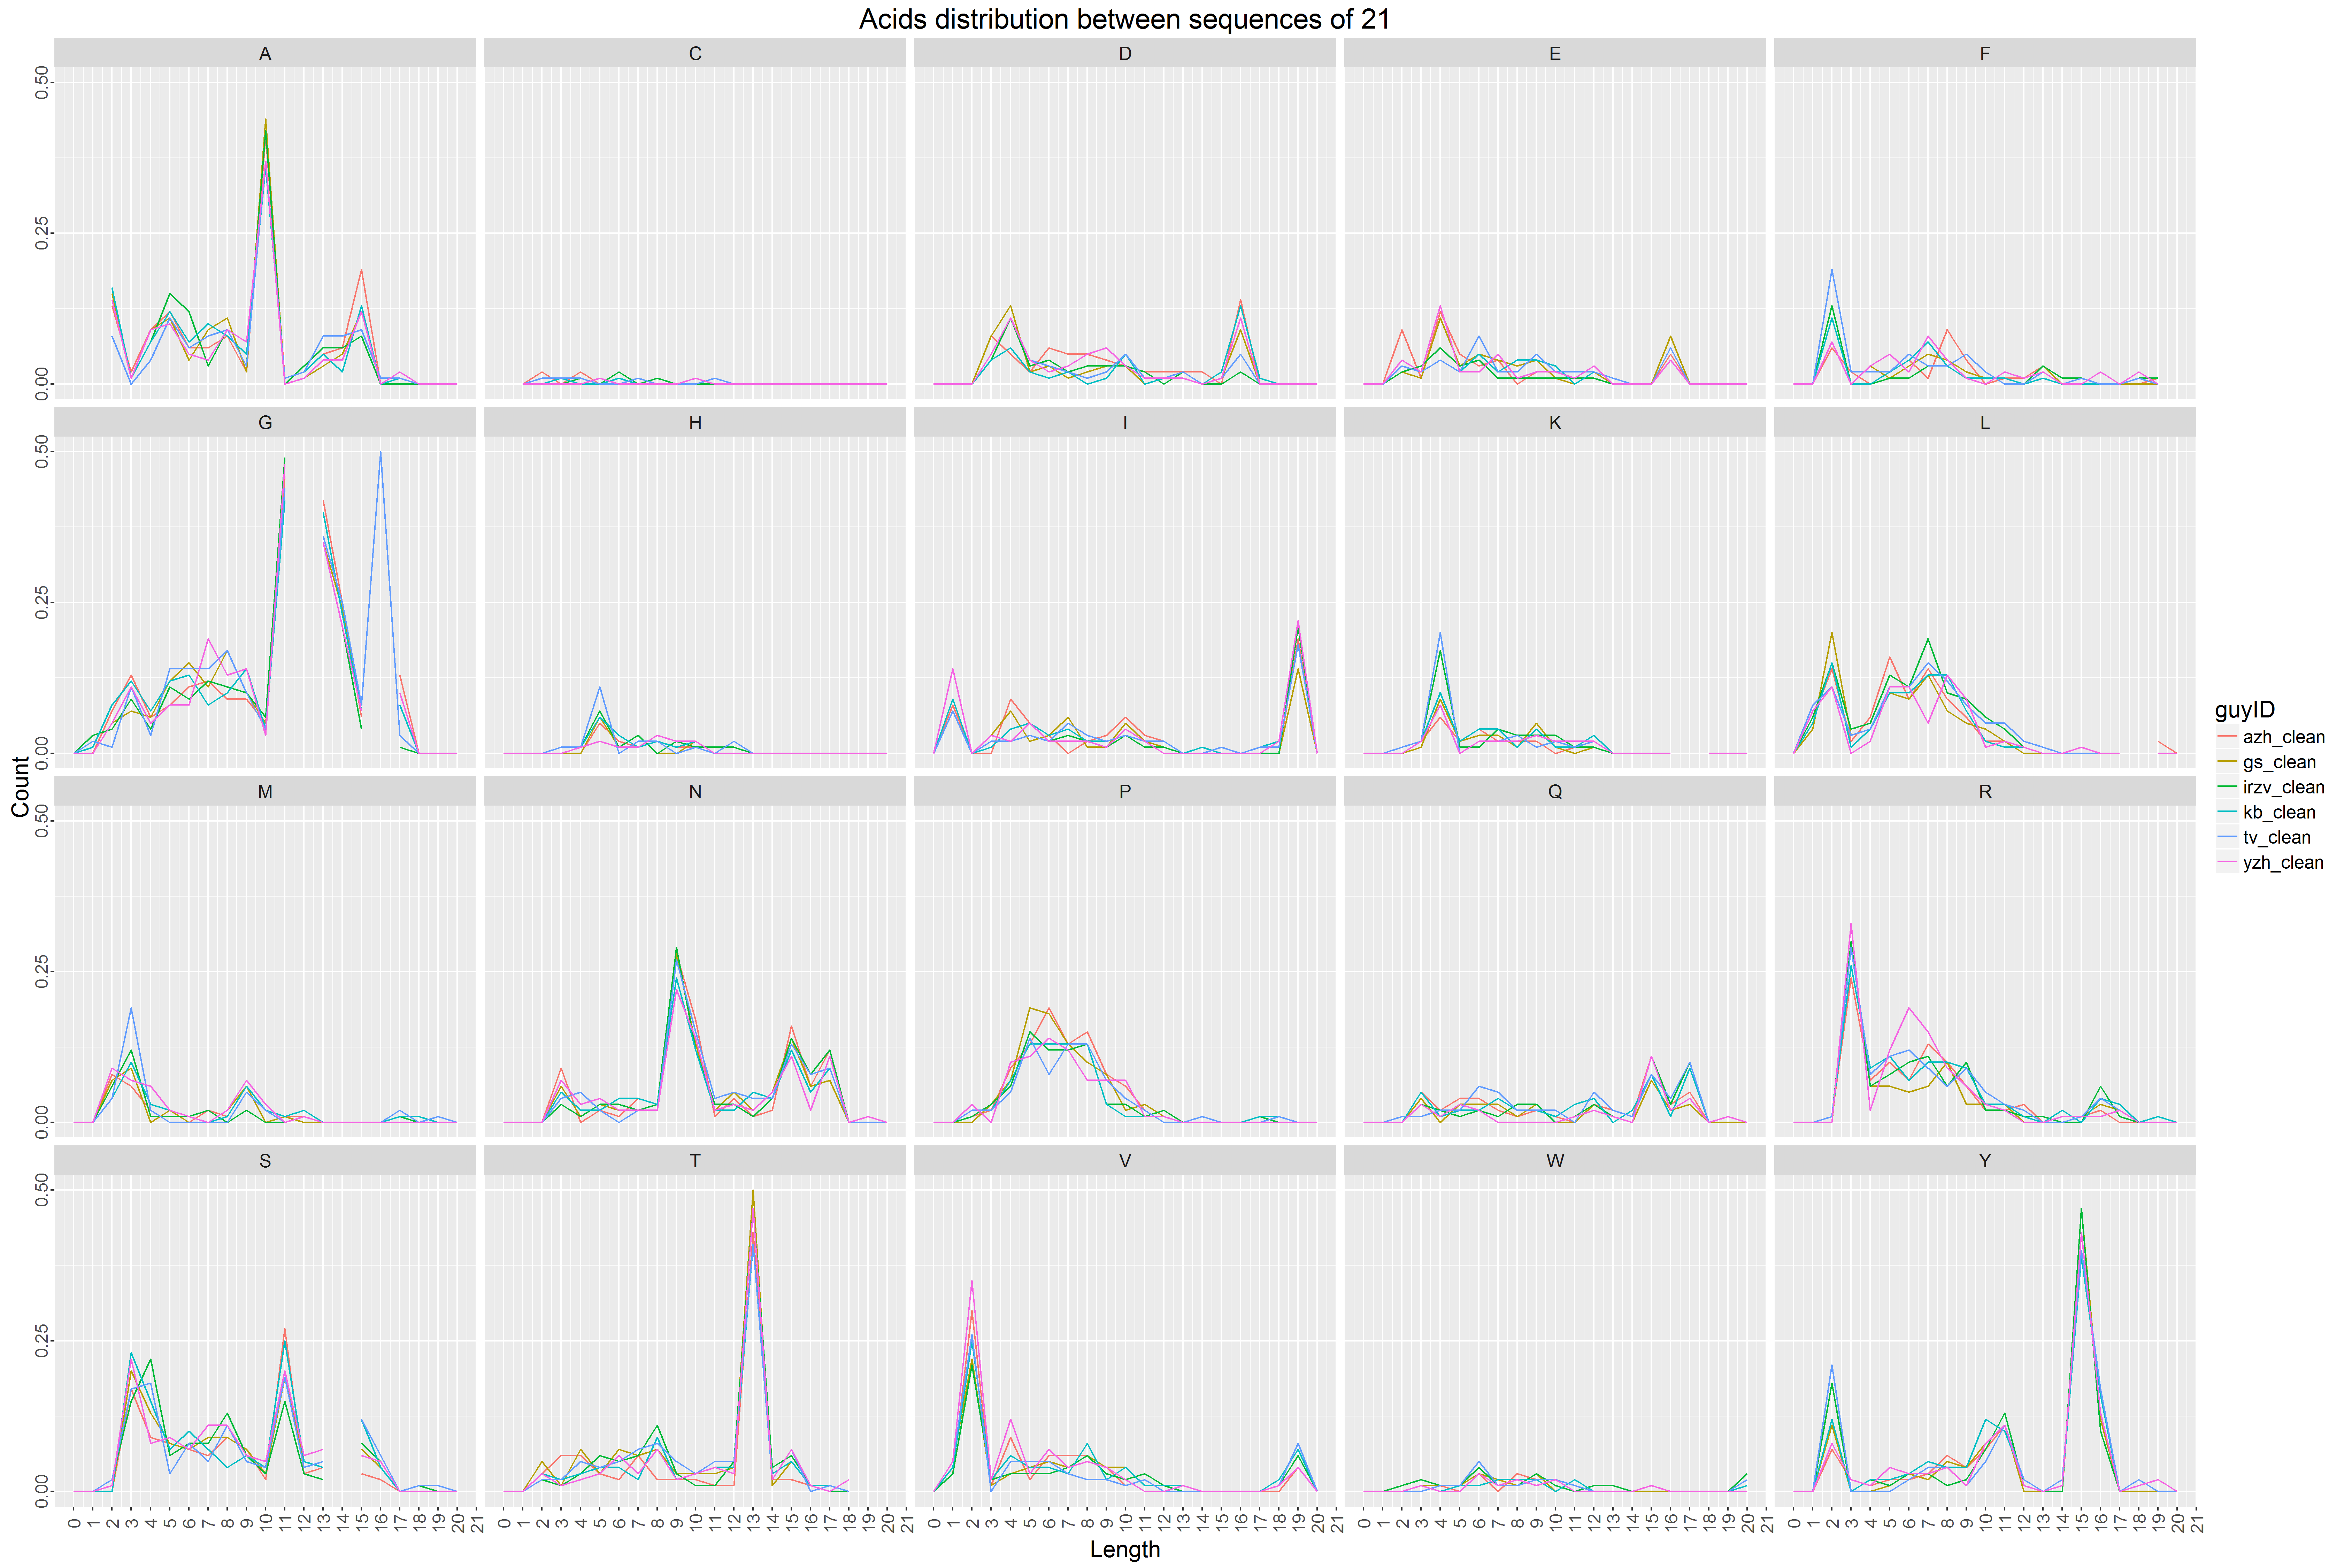 Acids distribution between sequences of 21
A C D E F
0.50
0.25
0.00
G H I K L
0.50
0.25
0.00
M N P Q R
0.50
0.25
0.00
S T V W Y
0.50
0.25
0.00
0 1 2 3 4 5 6 7 8 9 10 11 12 13 14 15 16 17 18 19 20 21 0 1 2 3 4 5 6 7 8 9 10 11 12 13 14 15 16 17 18 19 20 21 0 1 2 3 4 5 6 7 8 9 10 11 12 13 14 15 16 17 18 19 20 21 0 1 2 3 4 5 6 7 8 9 10 11 12 13 14 15 16 17 18 19 20 21 0 1 2 3 4 5 6 7 8 9 10 11 12 13 14 15 16 17 18 19 20 21
Length
Count
guyID
azh_clean
gs_clean
irzv_clean
kb_clean
tv_clean
yzh_clean